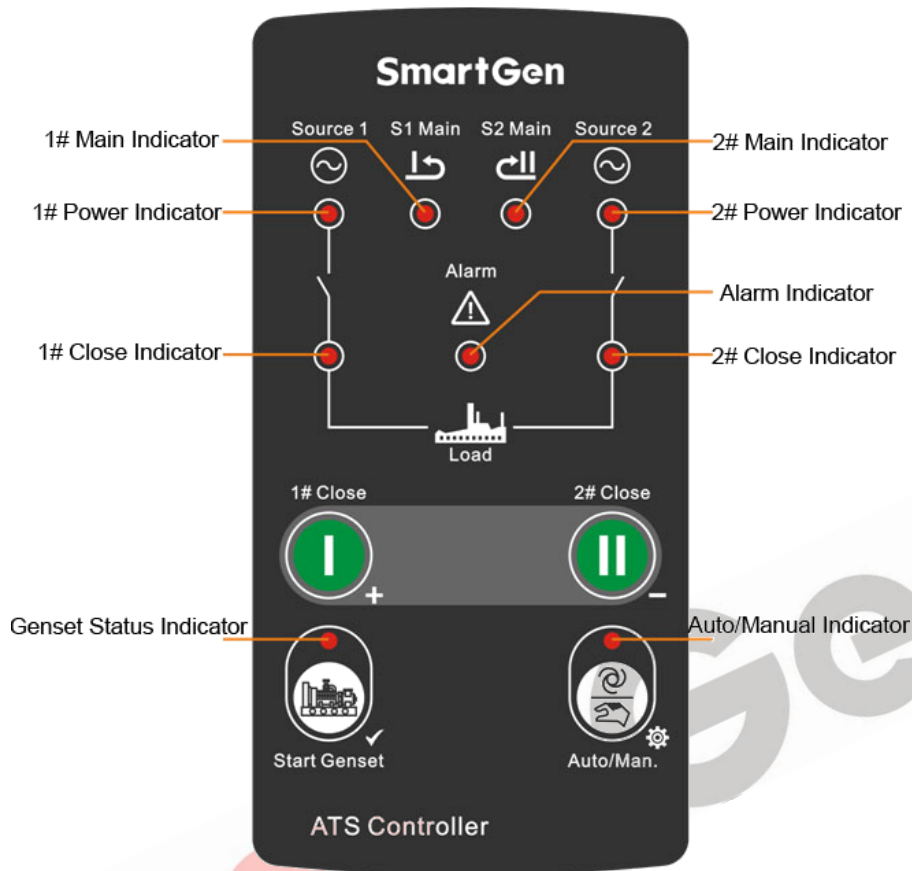 SmartGen
Source 1 S1 Main S2 Main Source 2
1# Main Indicator
2# Main Indicator
1# Power Indicator
2# Power Indicator
Alarm
Alarm Indicator
1# Close Indicator
2# Close Indicator
Load
1# Close 2# Close
I II
+ −
Genset Status Indicator
Auto/Manual Indicator
Start Genset Auto/Man.
ATS Controller